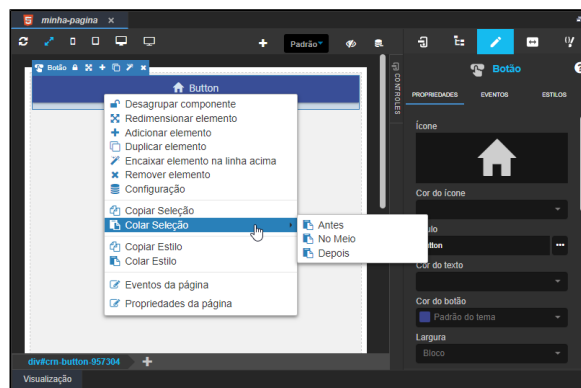 minha-pagina ×
Padrão*
Botão
Button
Desagrupar componente
Redimensionar elemento
Adicionar elemento
Duplicar elemento
Encaixar elemento na linha acima
Remover elemento
Configuração
Copiar Seleção
Colar Seleção
Antes
No Meio
Depois
Copiar Estilo
Colar Estilo
Eventos da página
Propriedades da página
div#crn-button-957304
Visualização
CONTROLES
Botão
PROPRIEDADES EVENTOS ESTILOS
Ícone
Cor do ícone
Cor do texto
Cor do botão
Padrão do tema
Largura
Bloco